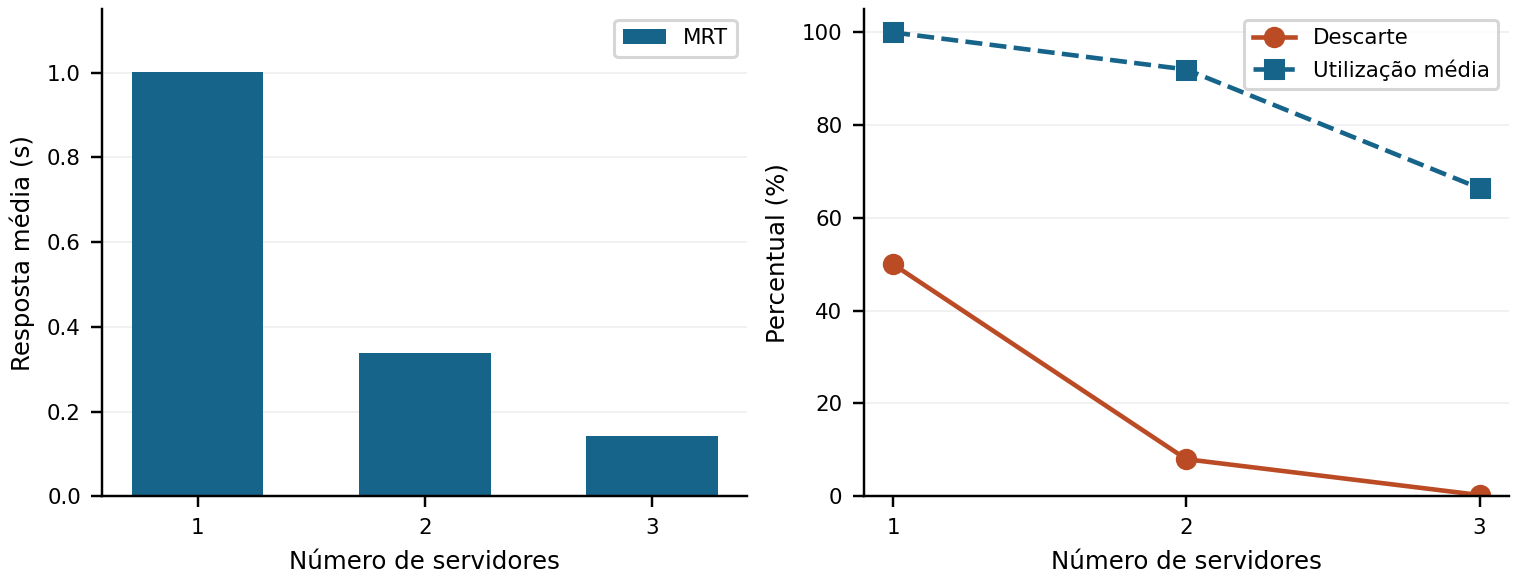 Resposta média (s)
1.0
0.8
0.6
0.4
0.2
0.0
MRT
1
2
3
Número de servidores
Percentual (%)
100
80
60
40
20
0
Descarte
Utilização média
1
2
3
Número de servidores